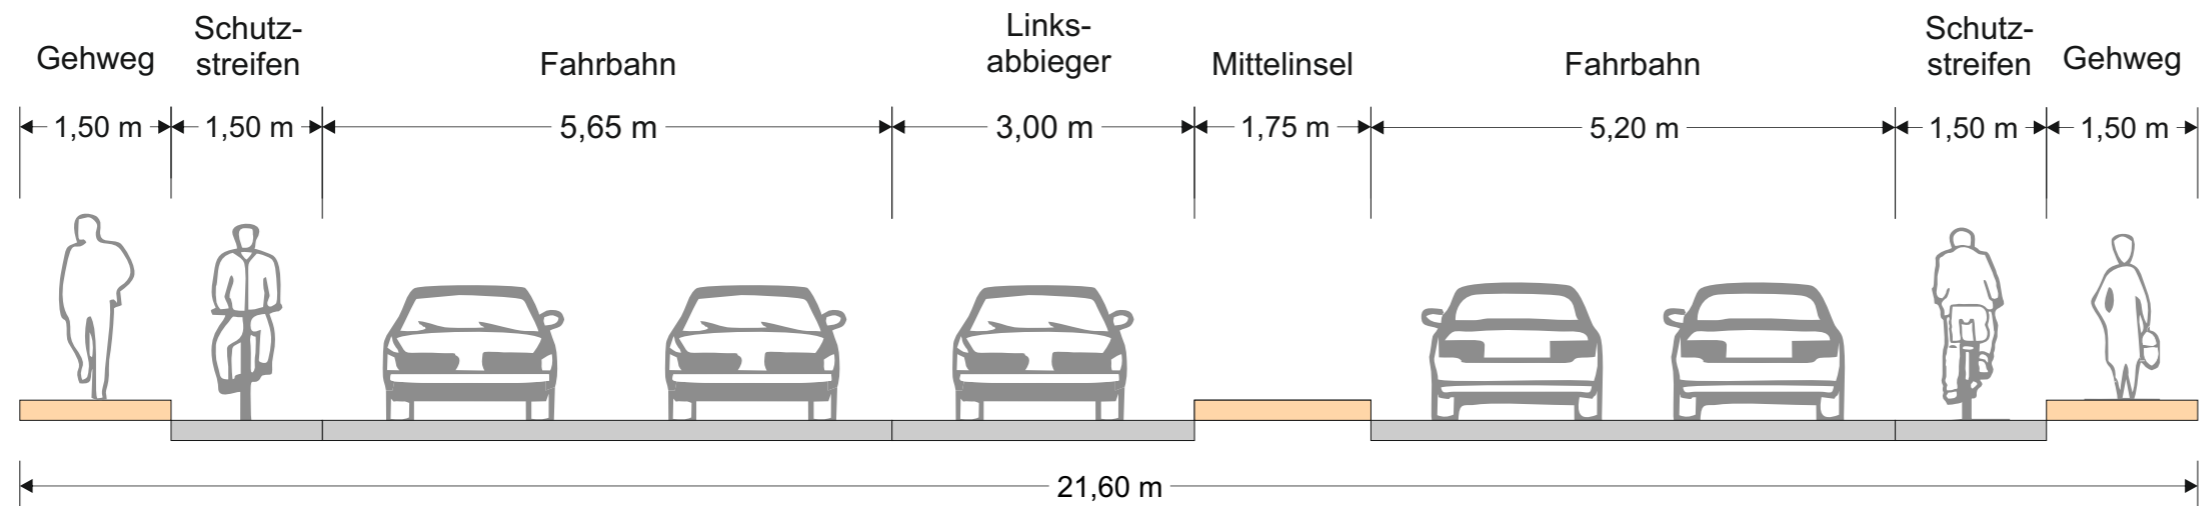 Gehweg
Schutz-
streifen
Fahrbahn
Links-
abbieger
Mittelinsel
Fahrbahn
Schutz-
streifen
Gehweg
1,50 m
1,50 m
5,65 m
3,00 m
1,75 m
5,20 m
1,50 m
1,50 m
21,60 m